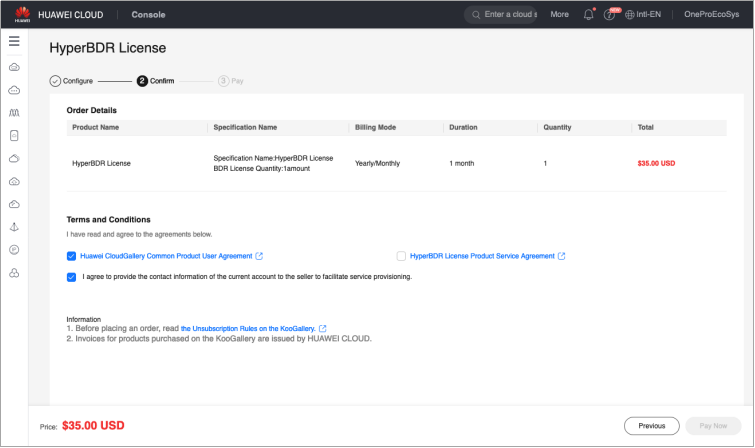 HUAWEI
HUAWEI CLOUD
Console
Enter a cloud s
More
NEW
Intl-EN
OneProEcoSys
HyperBDR License
Configure
2 Confirm
3 Pay
Order Details
Product Name Specification Name Billing Mode Duration Quantity Total
HyperBDR License
Specification Name:HyperBDR License
BDR License Quantity:1amount
Yearly/Monthly
1 month
1
$35.00 USD
Terms and Conditions
I have read and agree to the agreements below.
Huawei CloudGallery Common Product User Agreement
HyperBDR License Product Service Agreement
I agree to provide the contact information of the current account to the seller to facilitate service provisioning.
Information
1. Before placing an order, read the Unsubscription Rules on the KooGallery.
2. Invoices for products purchased on the KooGallery are issued by HUAWEI CLOUD.
Price: $35.00 USD
Previous
Pay Now